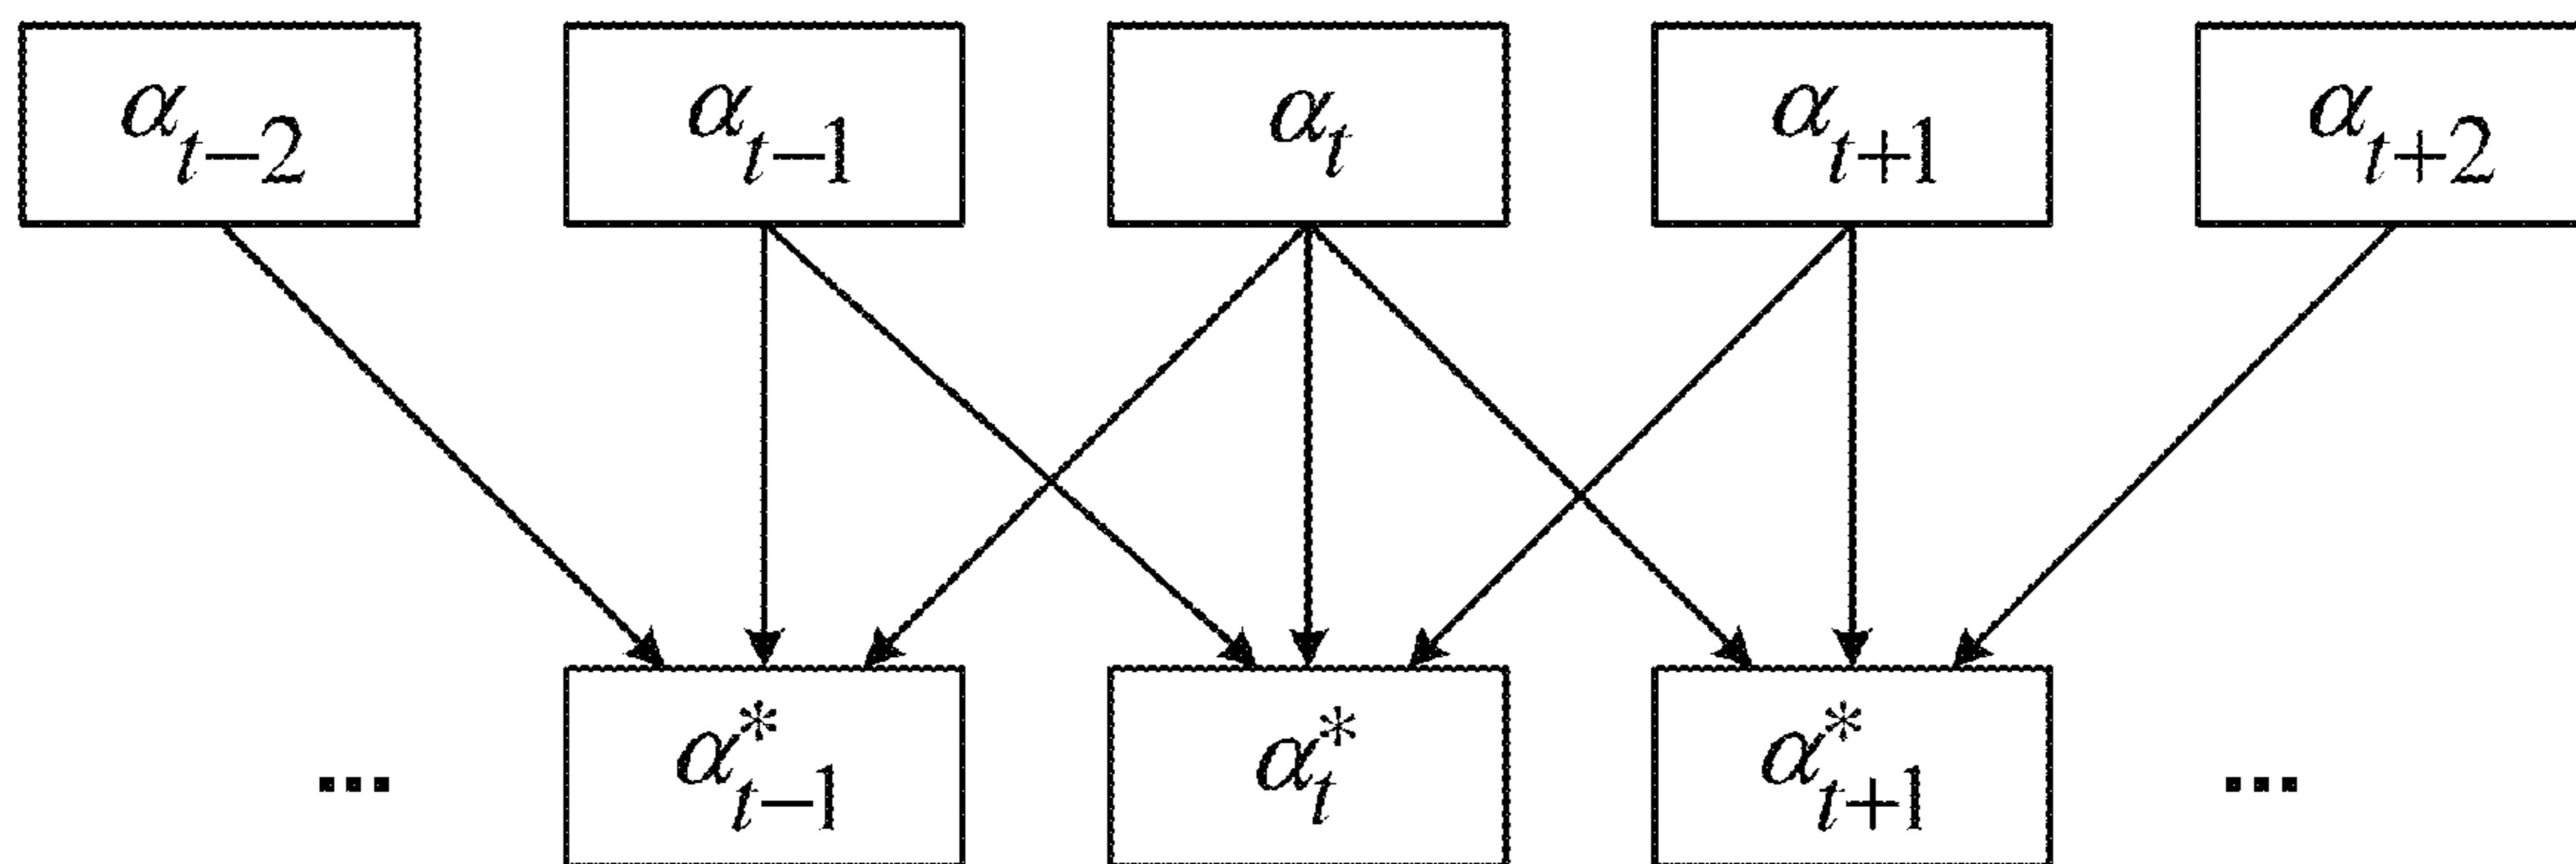 α_{t−2} α_{t−1} α_t α_{t+1} α_{t+2}
... α*_{t−1} α*_t α*_{t+1} ...